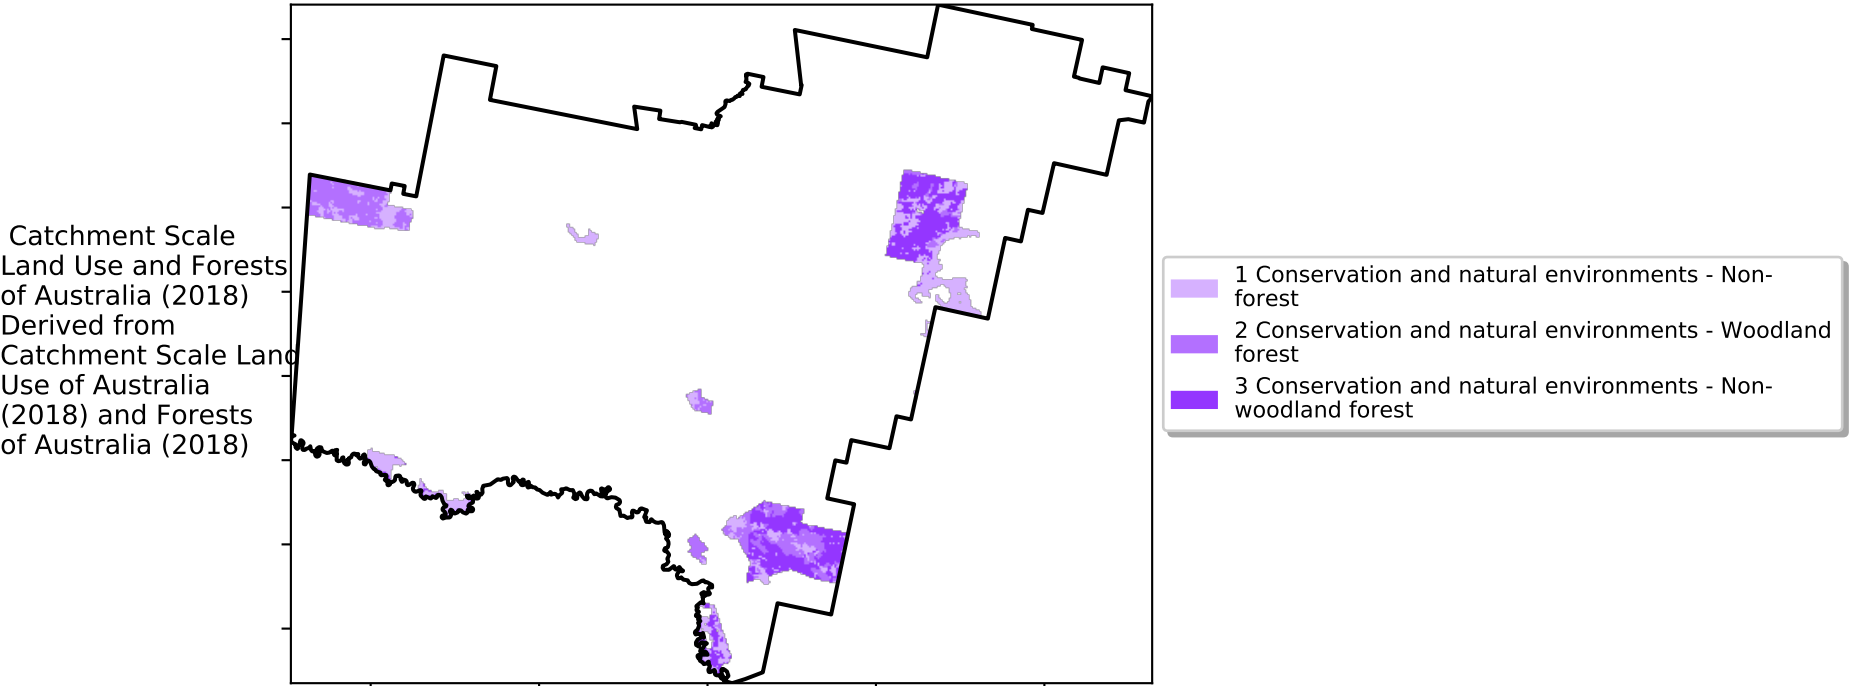 Catchment Scale
Land Use and Forests
of Australia (2018)
Derived from
Catchment Scale Land
Use of Australia
(2018) and Forests
of Australia (2018)
1 Conservation and natural environments - Non-
forest
2 Conservation and natural environments - Woodland
forest
3 Conservation and natural environments - Non-
woodland forest